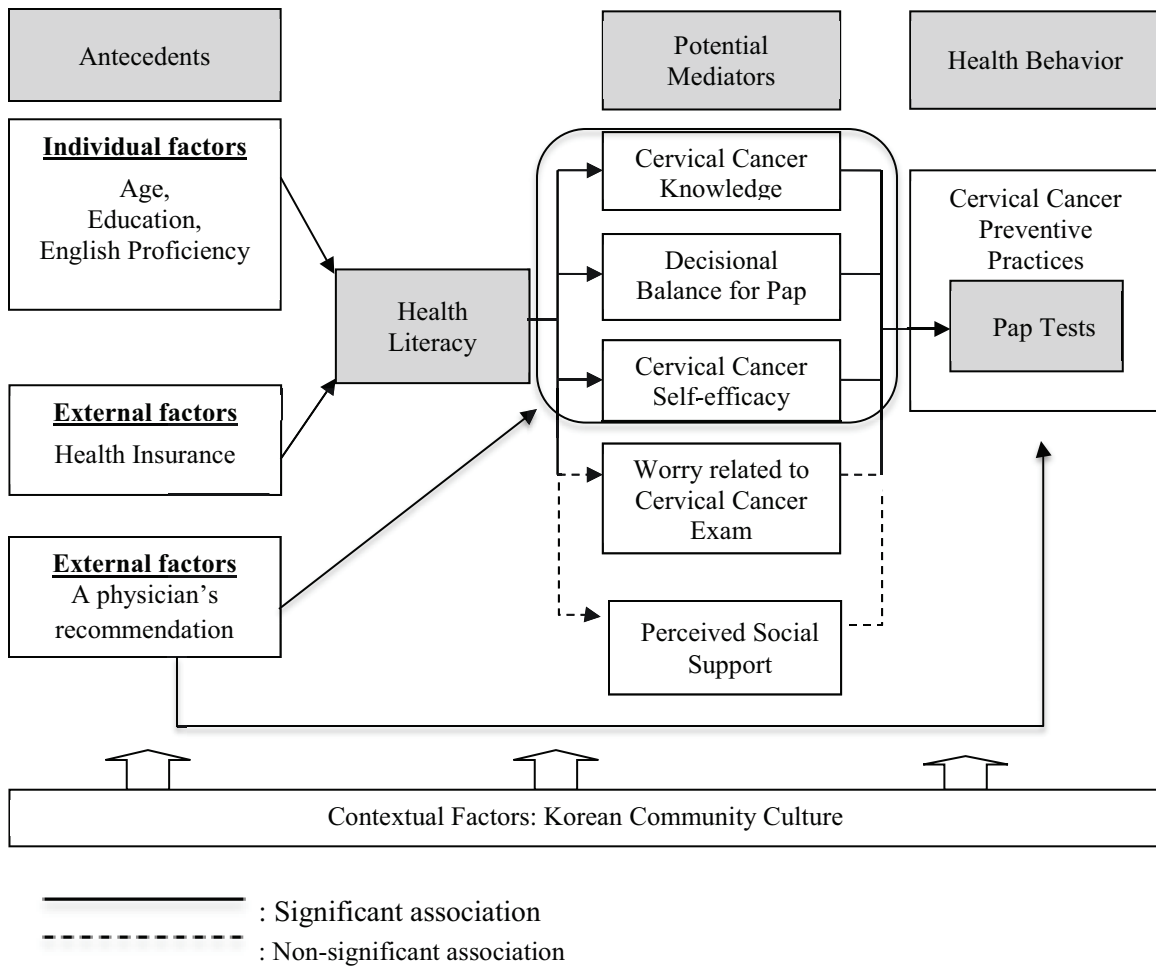 Antecedents
Potential
Mediators
Health Behavior
Individual factors
Age,
Education,
English Proficiency
External factors
Health Insurance
External factors
A physician's
recommendation
Health
Literacy
Cervical Cancer
Knowledge
Decisional
Balance for Pap
Cervical Cancer
Self-efficacy
Worry related to
Cervical Cancer
Exam
Perceived Social
Support
Cervical Cancer
Preventive
Practices
Pap Tests
Contextual Factors: Korean Community Culture
: Significant association
: Non-significant association